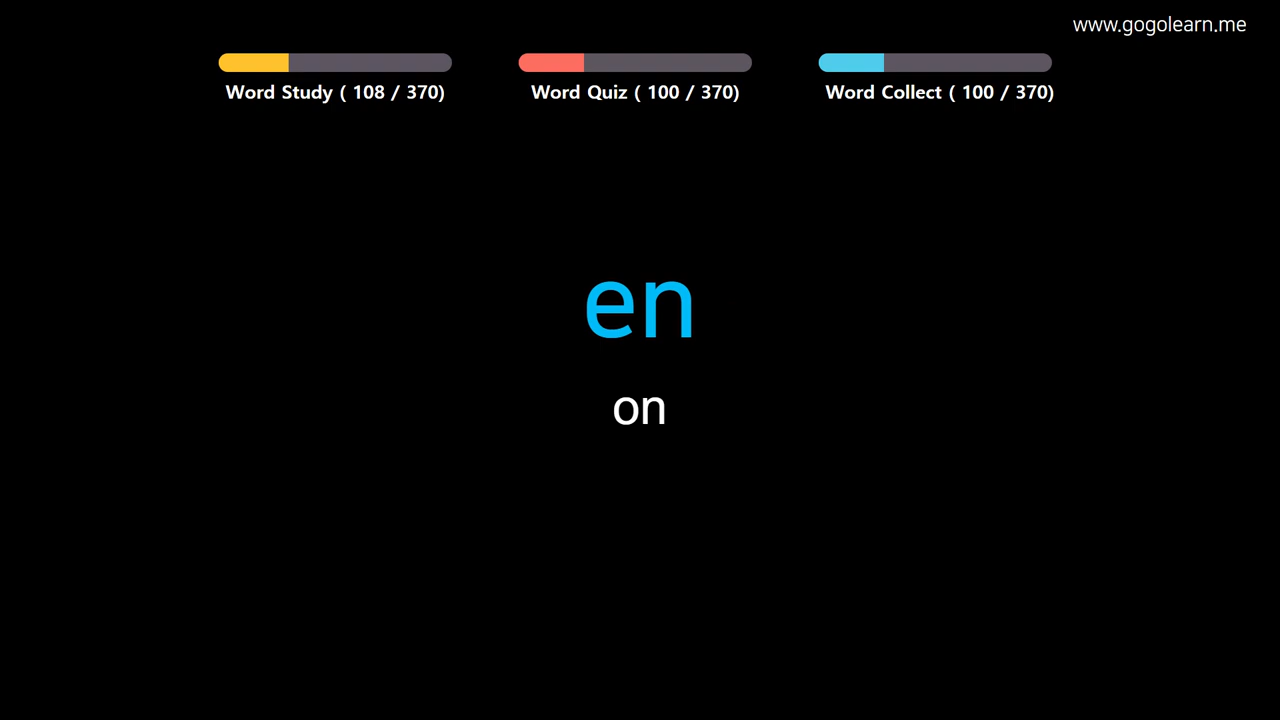 www.gogolearn.me
Word Study ( 108 / 370)
Word Quiz ( 100 / 370)
Word Collect ( 100 / 370)
en
on